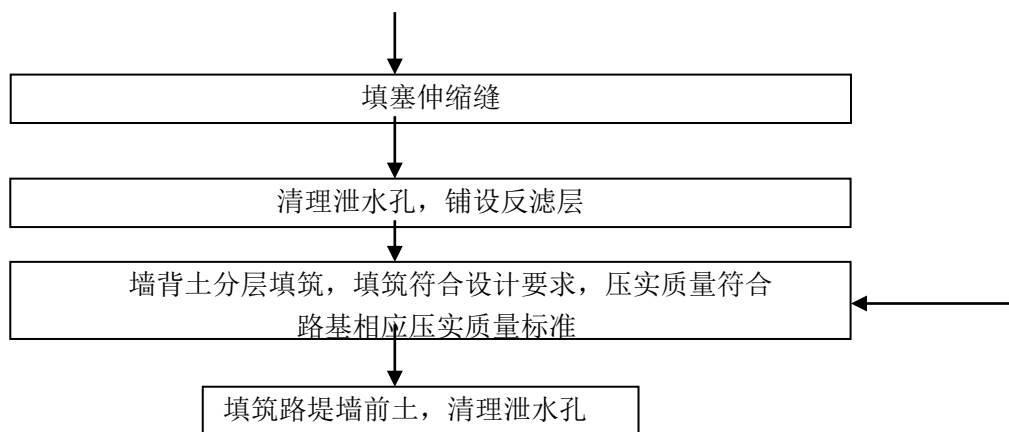 填塞伸缩缝
清理泄水孔，铺设反滤层
墙背土分层填筑，填筑符合设计要求，压实质量符合
路基相应压实质量标准
填筑路堤墙前土，清理泄水孔